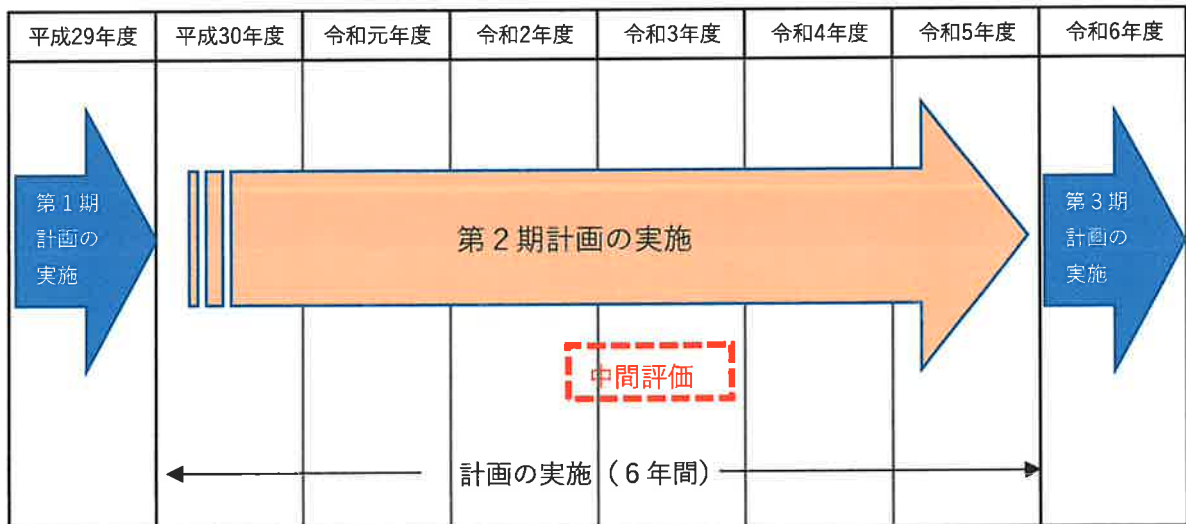 平成29年度 平成30年度 令和元年度 令和2年度 令和3年度 令和4年度 令和5年度 令和6年度
第1期
計画の
実施
第2期計画の実施
第3期
計画の
実施
中間評価
計画の実施(6年間)